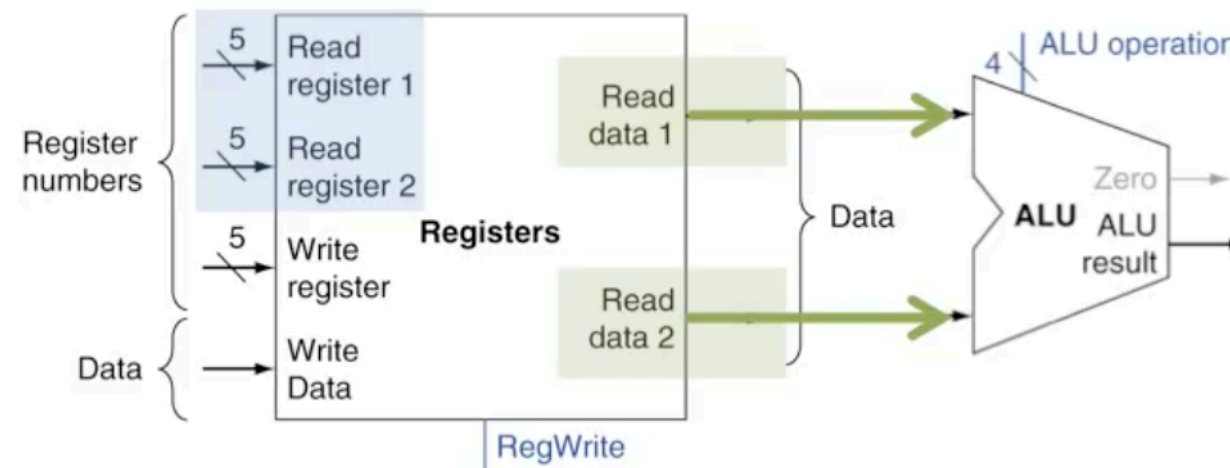 Register
numbers
5
Read
register 1
5
Read
register 2
5
Write
register
Data
Write
Data
Registers
RegWrite
Read
data 1
Read
data 2
Data
4
ALU operation
Zero
ALU
ALU
result